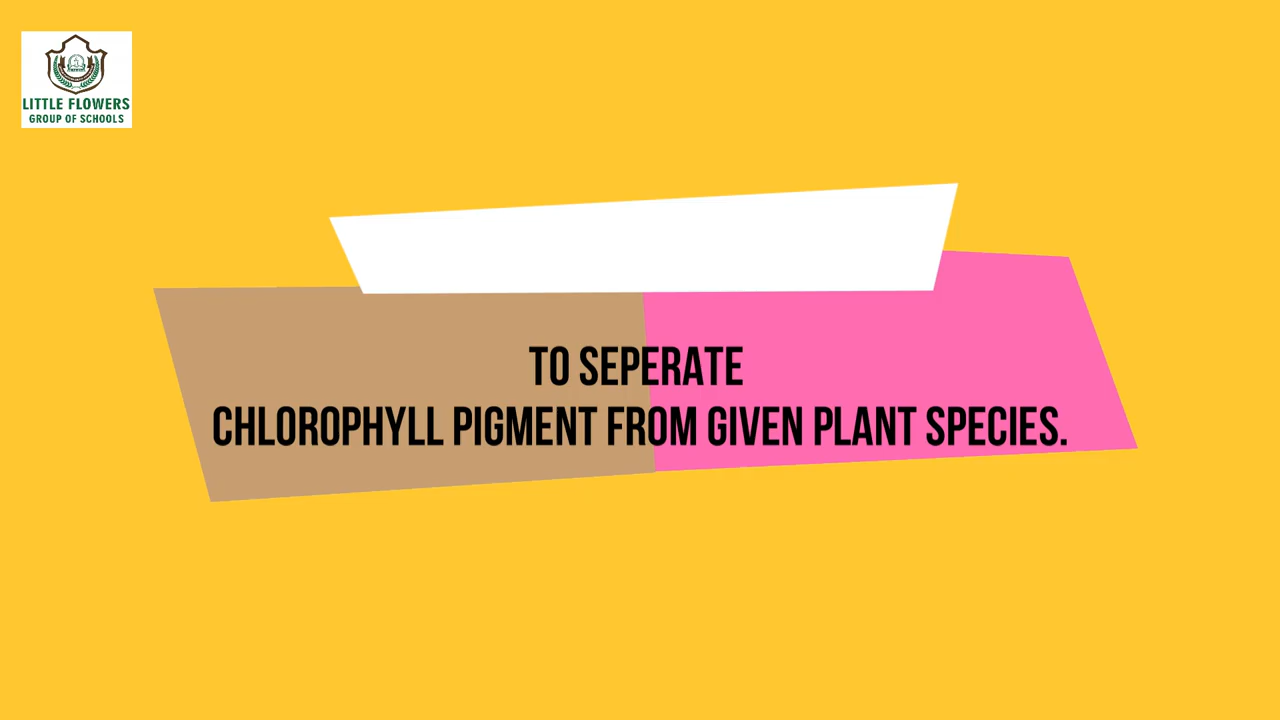 LITTLE FLOWERS
GROUP OF SCHOOLS
TO SEPERATE
CHLOROPHYLL PIGMENT FROM GIVEN PLANT SPECIES.